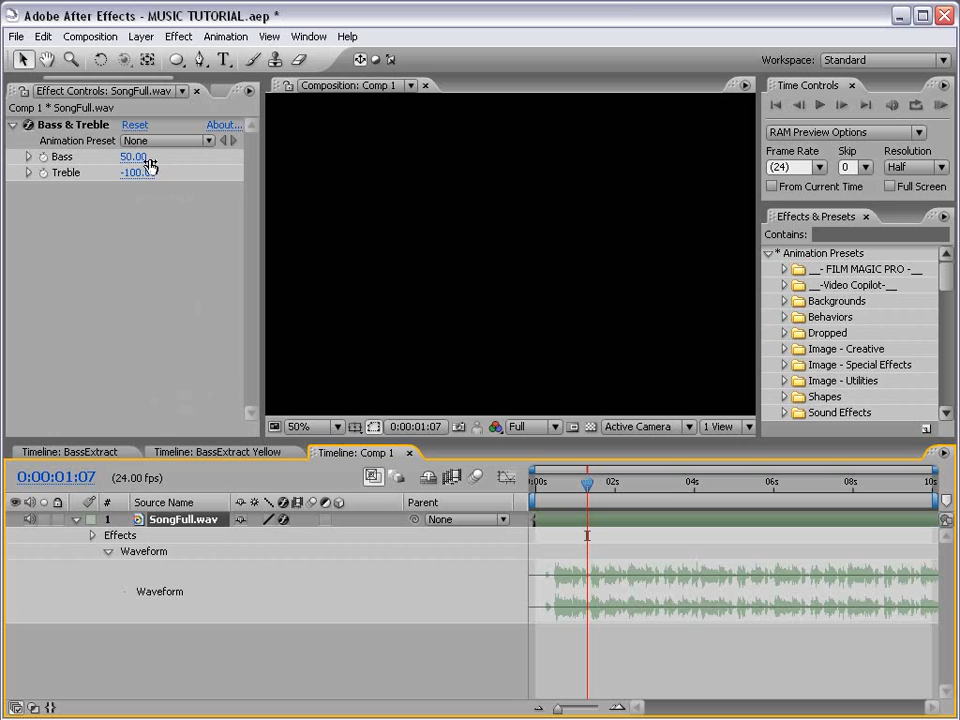 Adobe After Effects - MUSIC TUTORIAL.aep *
File Edit Composition Layer Effect Animation View Window Help
Workspace: Standard
Effect Controls: SongFull.wav
Comp 1 * SongFull.wav
Bass & Treble Reset About...
Animation Preset None
Bass 50.00
Treble -100.
Composition: Comp 1
50% 0:00:01:07 Full Active Camera 1 View
Time Controls
RAM Preview Options
Frame Rate Skip Resolution
(24) 0 Half
From Current Time Full Screen
Effects & Presets
Contains:
* Animation Presets
__- FILM MAGIC PRO -__
__-Video Copilot-__
Backgrounds
Behaviors
Dropped
Image - Creative
Image - Special Effects
Image - Utilities
Shapes
Sound Effects
Timeline: BassExtract Timeline: BassExtract Yellow Timeline: Comp 1
0:00:01:07 (24.00 fps)
:00s 02s 04s 06s 08s 10s
# Source Name Parent
1 SongFull.wav None
Effects
Waveform
Waveform